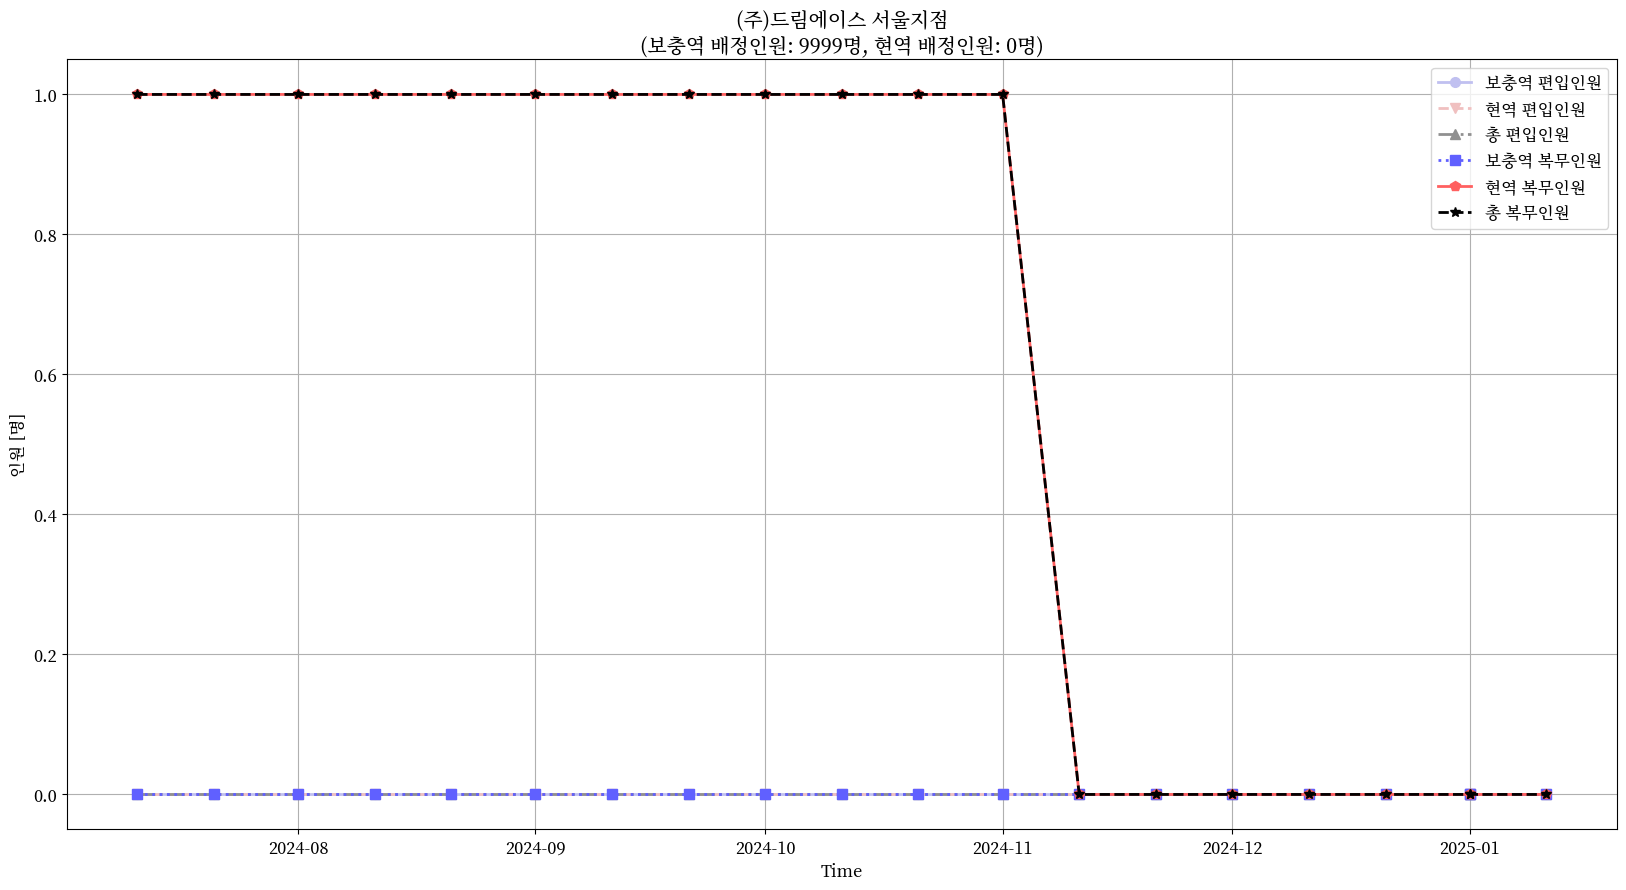 (주)드림에이스 서울지점
(보충역 배정인원: 9999명, 현역 배정인원: 0명)
보충역 편입인원
현역 편입인원
총 편입인원
보충역 복무인원
현역 복무인원
총 복무인원
인원 [명]
1.0
0.8
0.6
0.4
0.2
0.0
2024-08
2024-09
2024-10
2024-11
2024-12
2025-01
Time